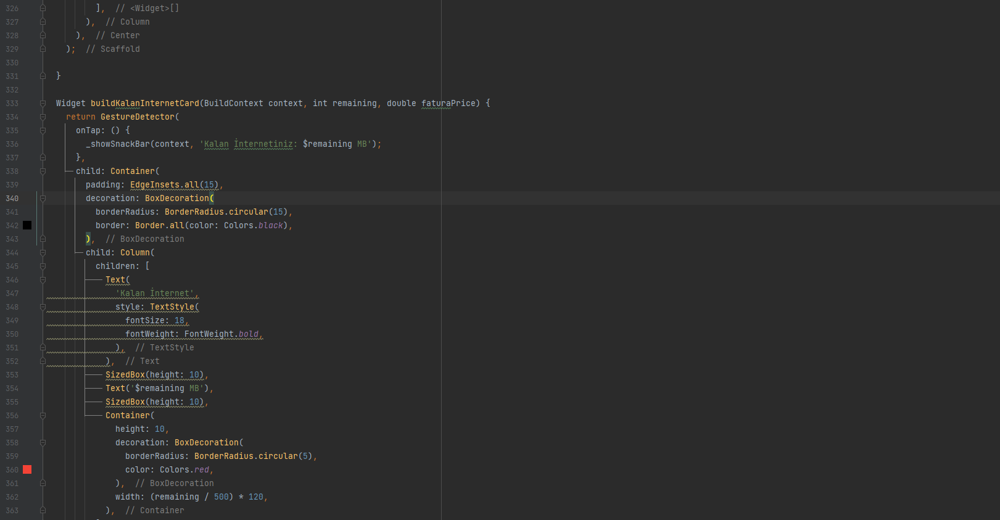 326 ], // <Widget>[]
327 ), // Column
328 ), // Center
329 ); // Scaffold
330
331 }
332
333 Widget buildKalanInternetCard(BuildContext context, int remaining, double faturaPrice) {
334 return GestureDetector(
335 onTap: () {
336 _showSnackBar(context, 'Kalan İnternetiniz: $remaining MB');
337 },
338 child: Container(
339 padding: EdgeInsets.all(15),
340 decoration: BoxDecoration(
341 borderRadius: BorderRadius.circular(15),
342 border: Border.all(color: Colors.black),
343 ), // BoxDecoration
344 child: Column(
345 children: [
346 Text(
347 'Kalan İnternet',
348 style: TextStyle(
349 fontSize: 18,
350 fontWeight: FontWeight.bold,
351 ), // TextStyle
352 ), // Text
353 SizedBox(height: 10),
354 Text('$remaining MB'),
355 SizedBox(height: 10),
356 Container(
357 height: 10,
358 decoration: BoxDecoration(
359 borderRadius: BorderRadius.circular(5),
360 color: Colors.red,
361 ), // BoxDecoration
362 width: (remaining / 500) * 120,
363 ), // Container